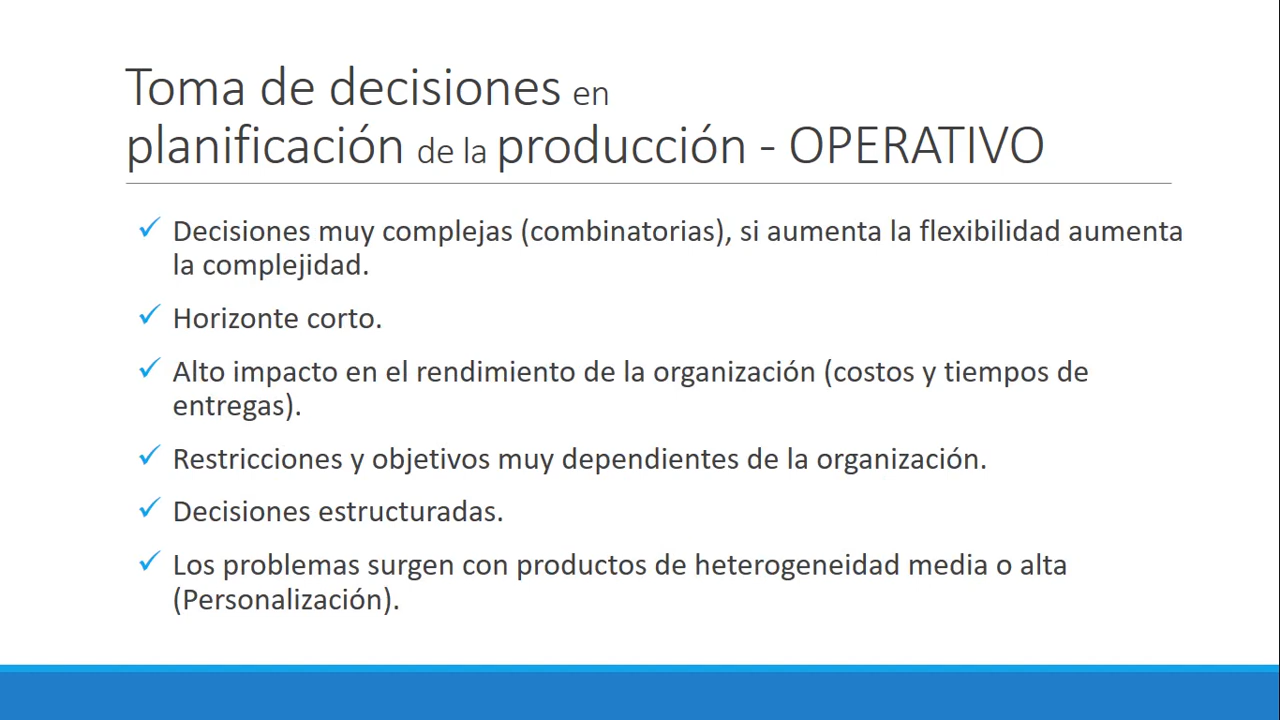 Toma de decisiones en
planificación de la producción - OPERATIVO
✓ Decisiones muy complejas (combinatorias), si aumenta la flexibilidad aumenta
la complejidad.
✓ Horizonte corto.
✓ Alto impacto en el rendimiento de la organización (costos y tiempos de
entregas).
✓ Restricciones y objetivos muy dependientes de la organización.
✓ Decisiones estructuradas.
✓ Los problemas surgen con productos de heterogeneidad media o alta
(Personalización).